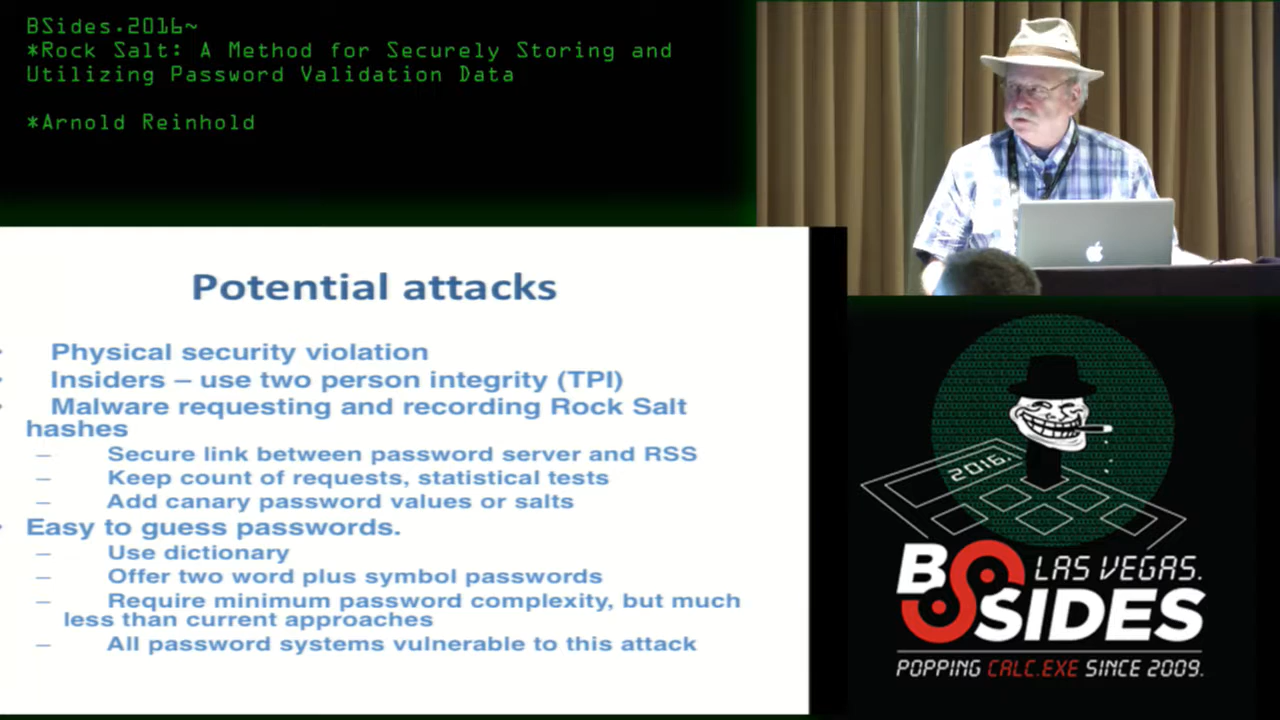 BSides.2016~
*Rock Salt: A Method for Securely Storing and
Utilizing Password Validation Data
*Arnold Reinhold
Potential attacks
Physical security violation
Insiders – use two person integrity (TPI)
Malware requesting and recording Rock Salt
hashes
– Secure link between password server and RSS
– Keep count of requests, statistical tests
– Add canary password values or salts
Easy to guess passwords.
– Use dictionary
– Offer two word plus symbol passwords
– Require minimum password complexity, but much
less than current approaches
– All password systems vulnerable to this attack
2016.
BSIDES
LAS VEGAS.
POPPING CALC.EXE SINCE 2009.